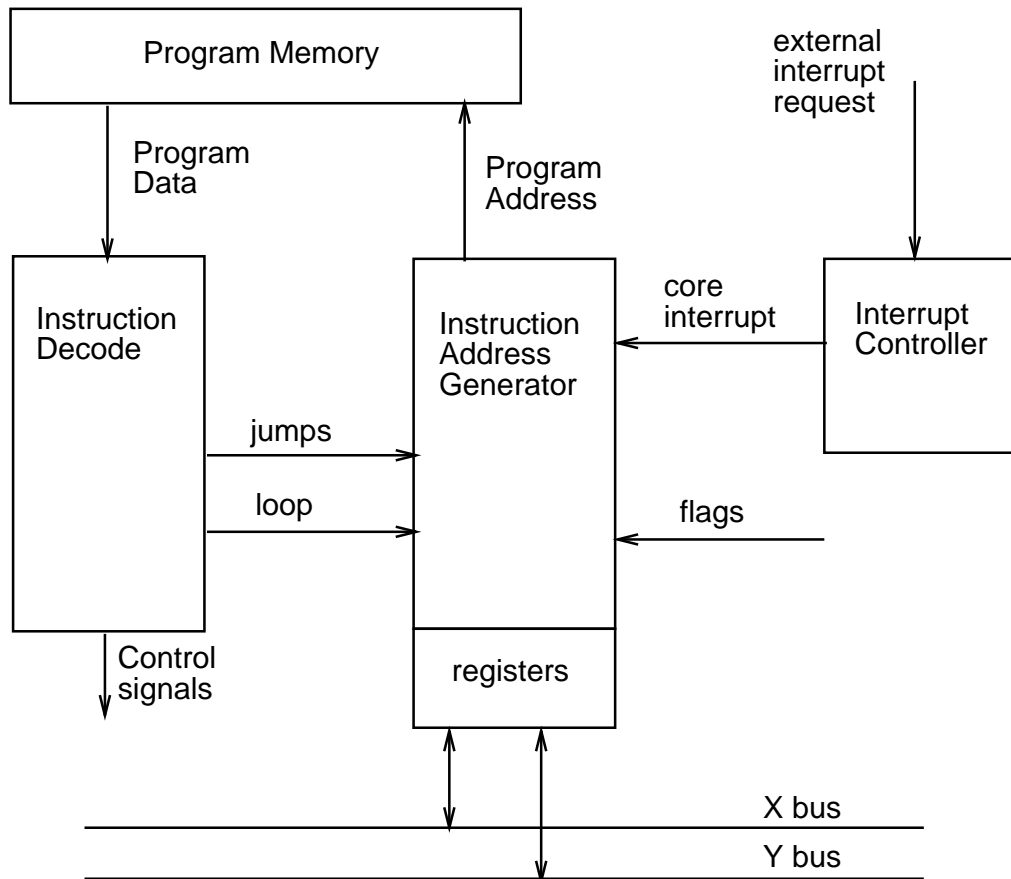 Program Memory
external
interrupt
request
Program
Data
Program
Address
Instruction
Decode
Instruction
Address
Generator
core
interrupt
Interrupt
Controller
jumps
loop
flags
Control
signals
registers
X bus
Y bus